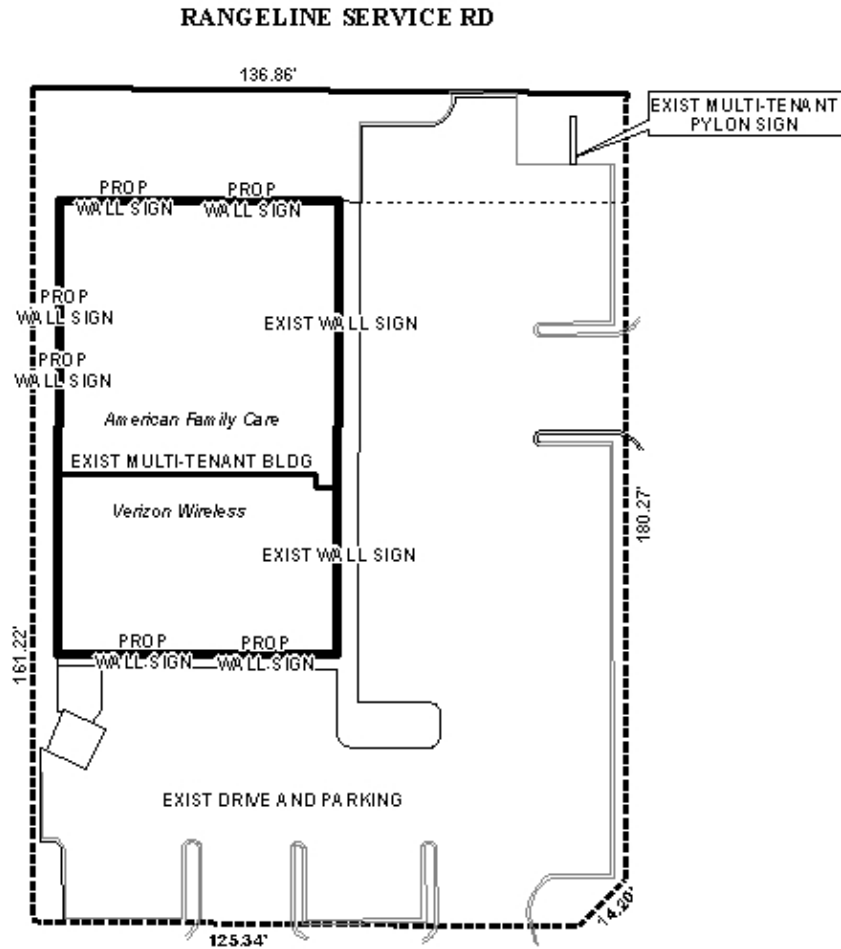 RANGELINE SERVICE RD
136.86'
EXIST MULTI-TENANT
PYLON SIGN
PROP
WALL SIGN
PROP
WALL SIGN
PROP
WALL SIGN
EXIST WALL SIGN
PROP
WALL SIGN
American Family Care
EXIST MULTI-TENANT BLDG
Verizon Wireless
180.27'
EXIST WALL SIGN
161.22'
PROP
WALL SIGN
PROP
WALL SIGN
EXIST DRIVE AND PARKING
14.20'
125.34'